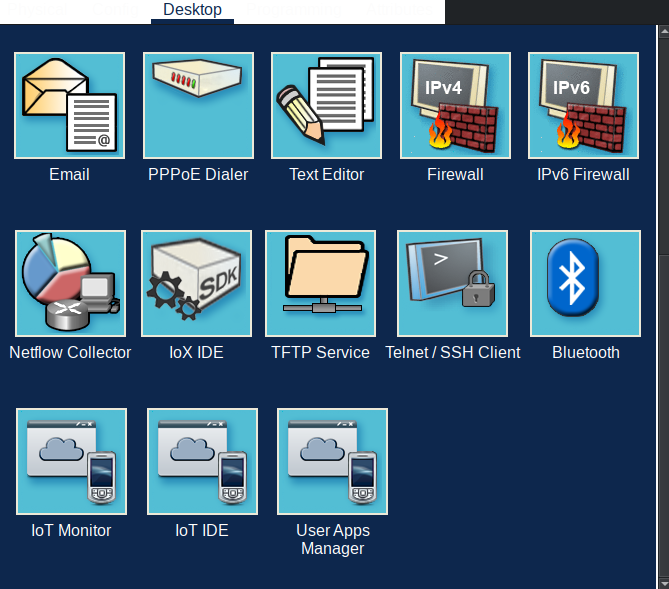 Desktop
@
IPv4
IPv6
Email
PPPoE Dialer
Text Editor
Firewall
IPv6 Firewall
SDK
>
Netflow Collector
IoX IDE
TFTP Service
Telnet / SSH Client
Bluetooth
IoT Monitor
IoT IDE
User Apps
Manager